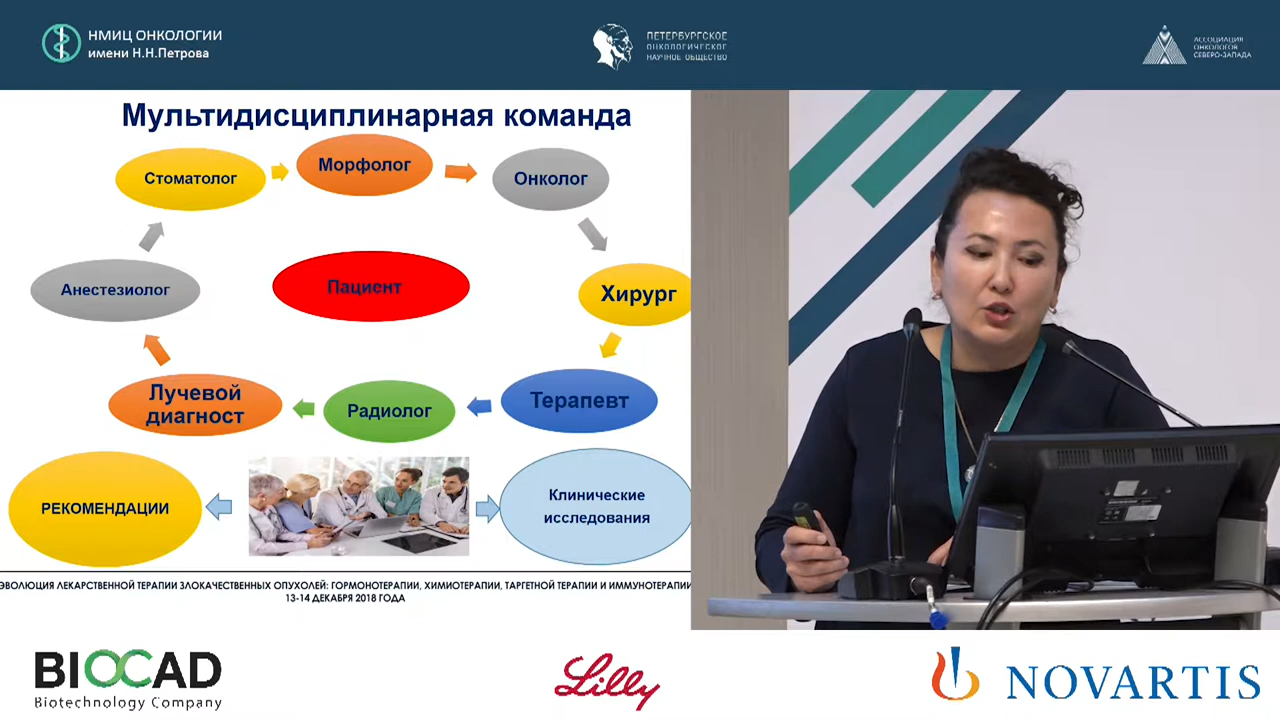 НМИЦ ОНКОЛОГИИ
имени Н.Н.Петрова
ПЕТЕРБУРГСКОЕ
ОНКОЛОГИЧЕСКОЕ
НАУЧНОЕ ОБЩЕСТВО
АССОЦИАЦИЯ
ОНКОЛОГОВ
СЕВЕРО-ЗАПАДА
Мультидисциплинарная команда
Стоматолог
Морфолог
Онколог
Анестезиолог
Пациент
Хирург
Лучевой
диагност
Радиолог
Терапевт
РЕКОМЕНДАЦИИ
Клинические
исследования
ЭВОЛЮЦИЯ ЛЕКАРСТВЕННОЙ ТЕРАПИИ ЗЛОКАЧЕСТВЕННЫХ ОПУХОЛЕЙ: ГОРМОНОТЕРАПИИ, ХИМИОТЕРАПИИ, ТАРГЕТНОЙ ТЕРАПИИ И ИММУНОТЕРАПИИ
13-14 ДЕКАБРЯ 2018 ГОДА
BIOCAD
Biotechnology Company
Lilly
NOVARTIS